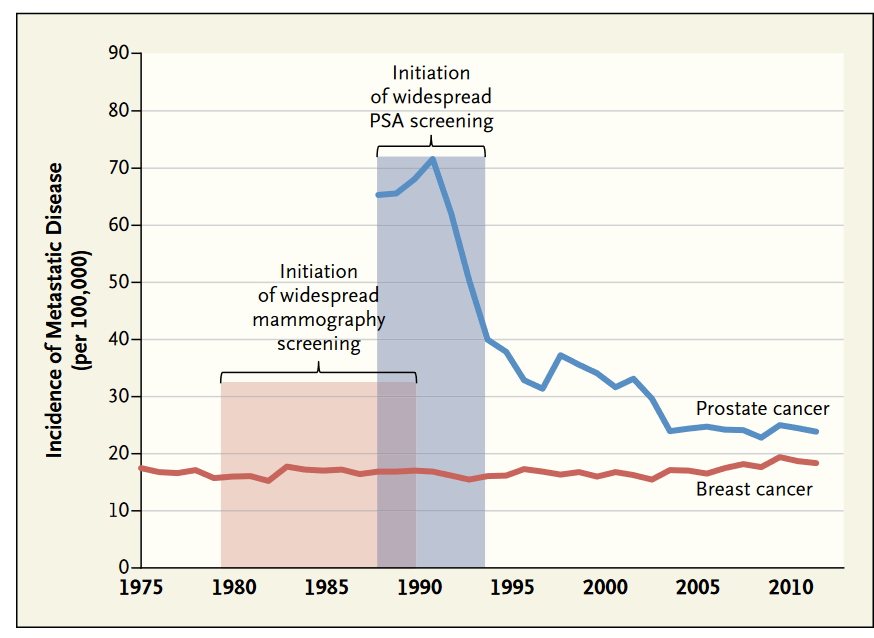 Incidence of Metastatic Disease
(per 100,000)
90
80
70
60
50
40
30
20
10
0
Initiation
of widespread
PSA screening
Initiation
of widespread
mammography
screening
Prostate cancer
Breast cancer
1975 1980 1985 1990 1995 2000 2005 2010